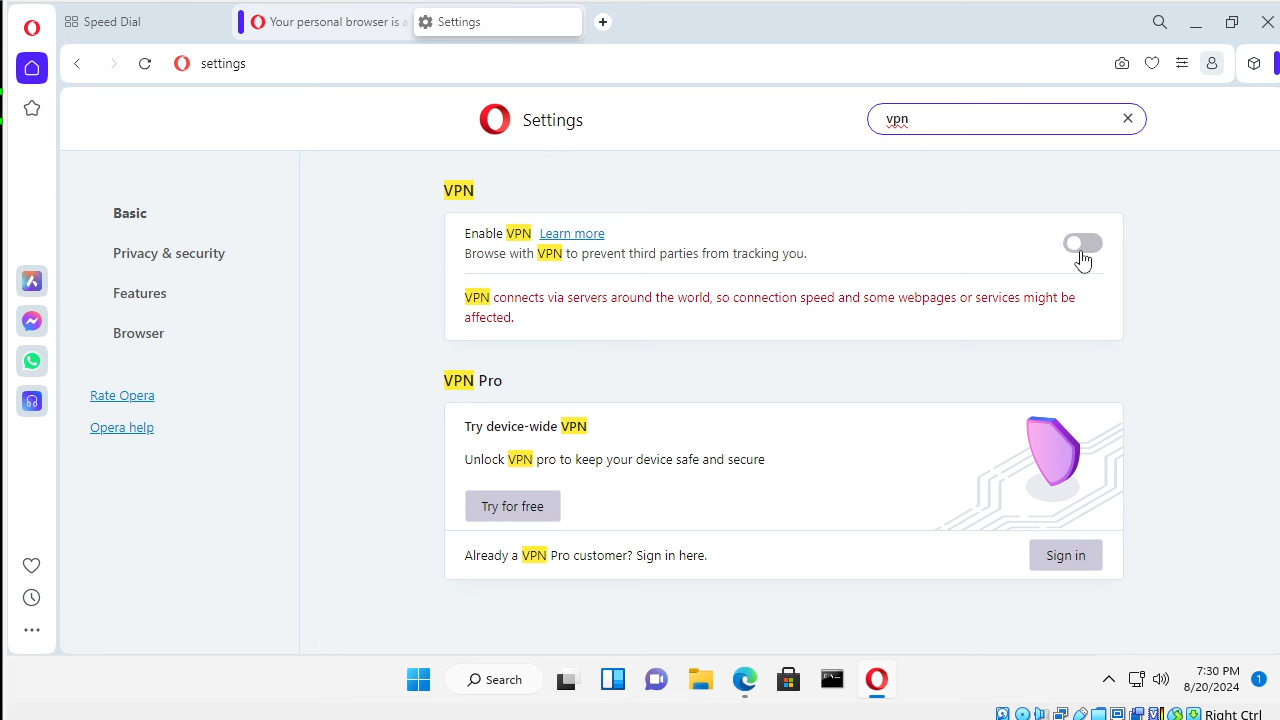 Speed Dial
Your personal browser is a
Settings
settings
Settings
vpn
Basic
Privacy & security
Features
Browser
Rate Opera
Opera help
VPN
Enable VPN Learn more
Browse with VPN to prevent third parties from tracking you.
VPN connects via servers around the world, so connection speed and some webpages or services might be
affected.
VPN Pro
Try device-wide VPN
Unlock VPN pro to keep your device safe and secure
Try for free
Already a VPN Pro customer? Sign in here.
Sign in
Search
7:30 PM
8/20/2024
1
Right Ctrl